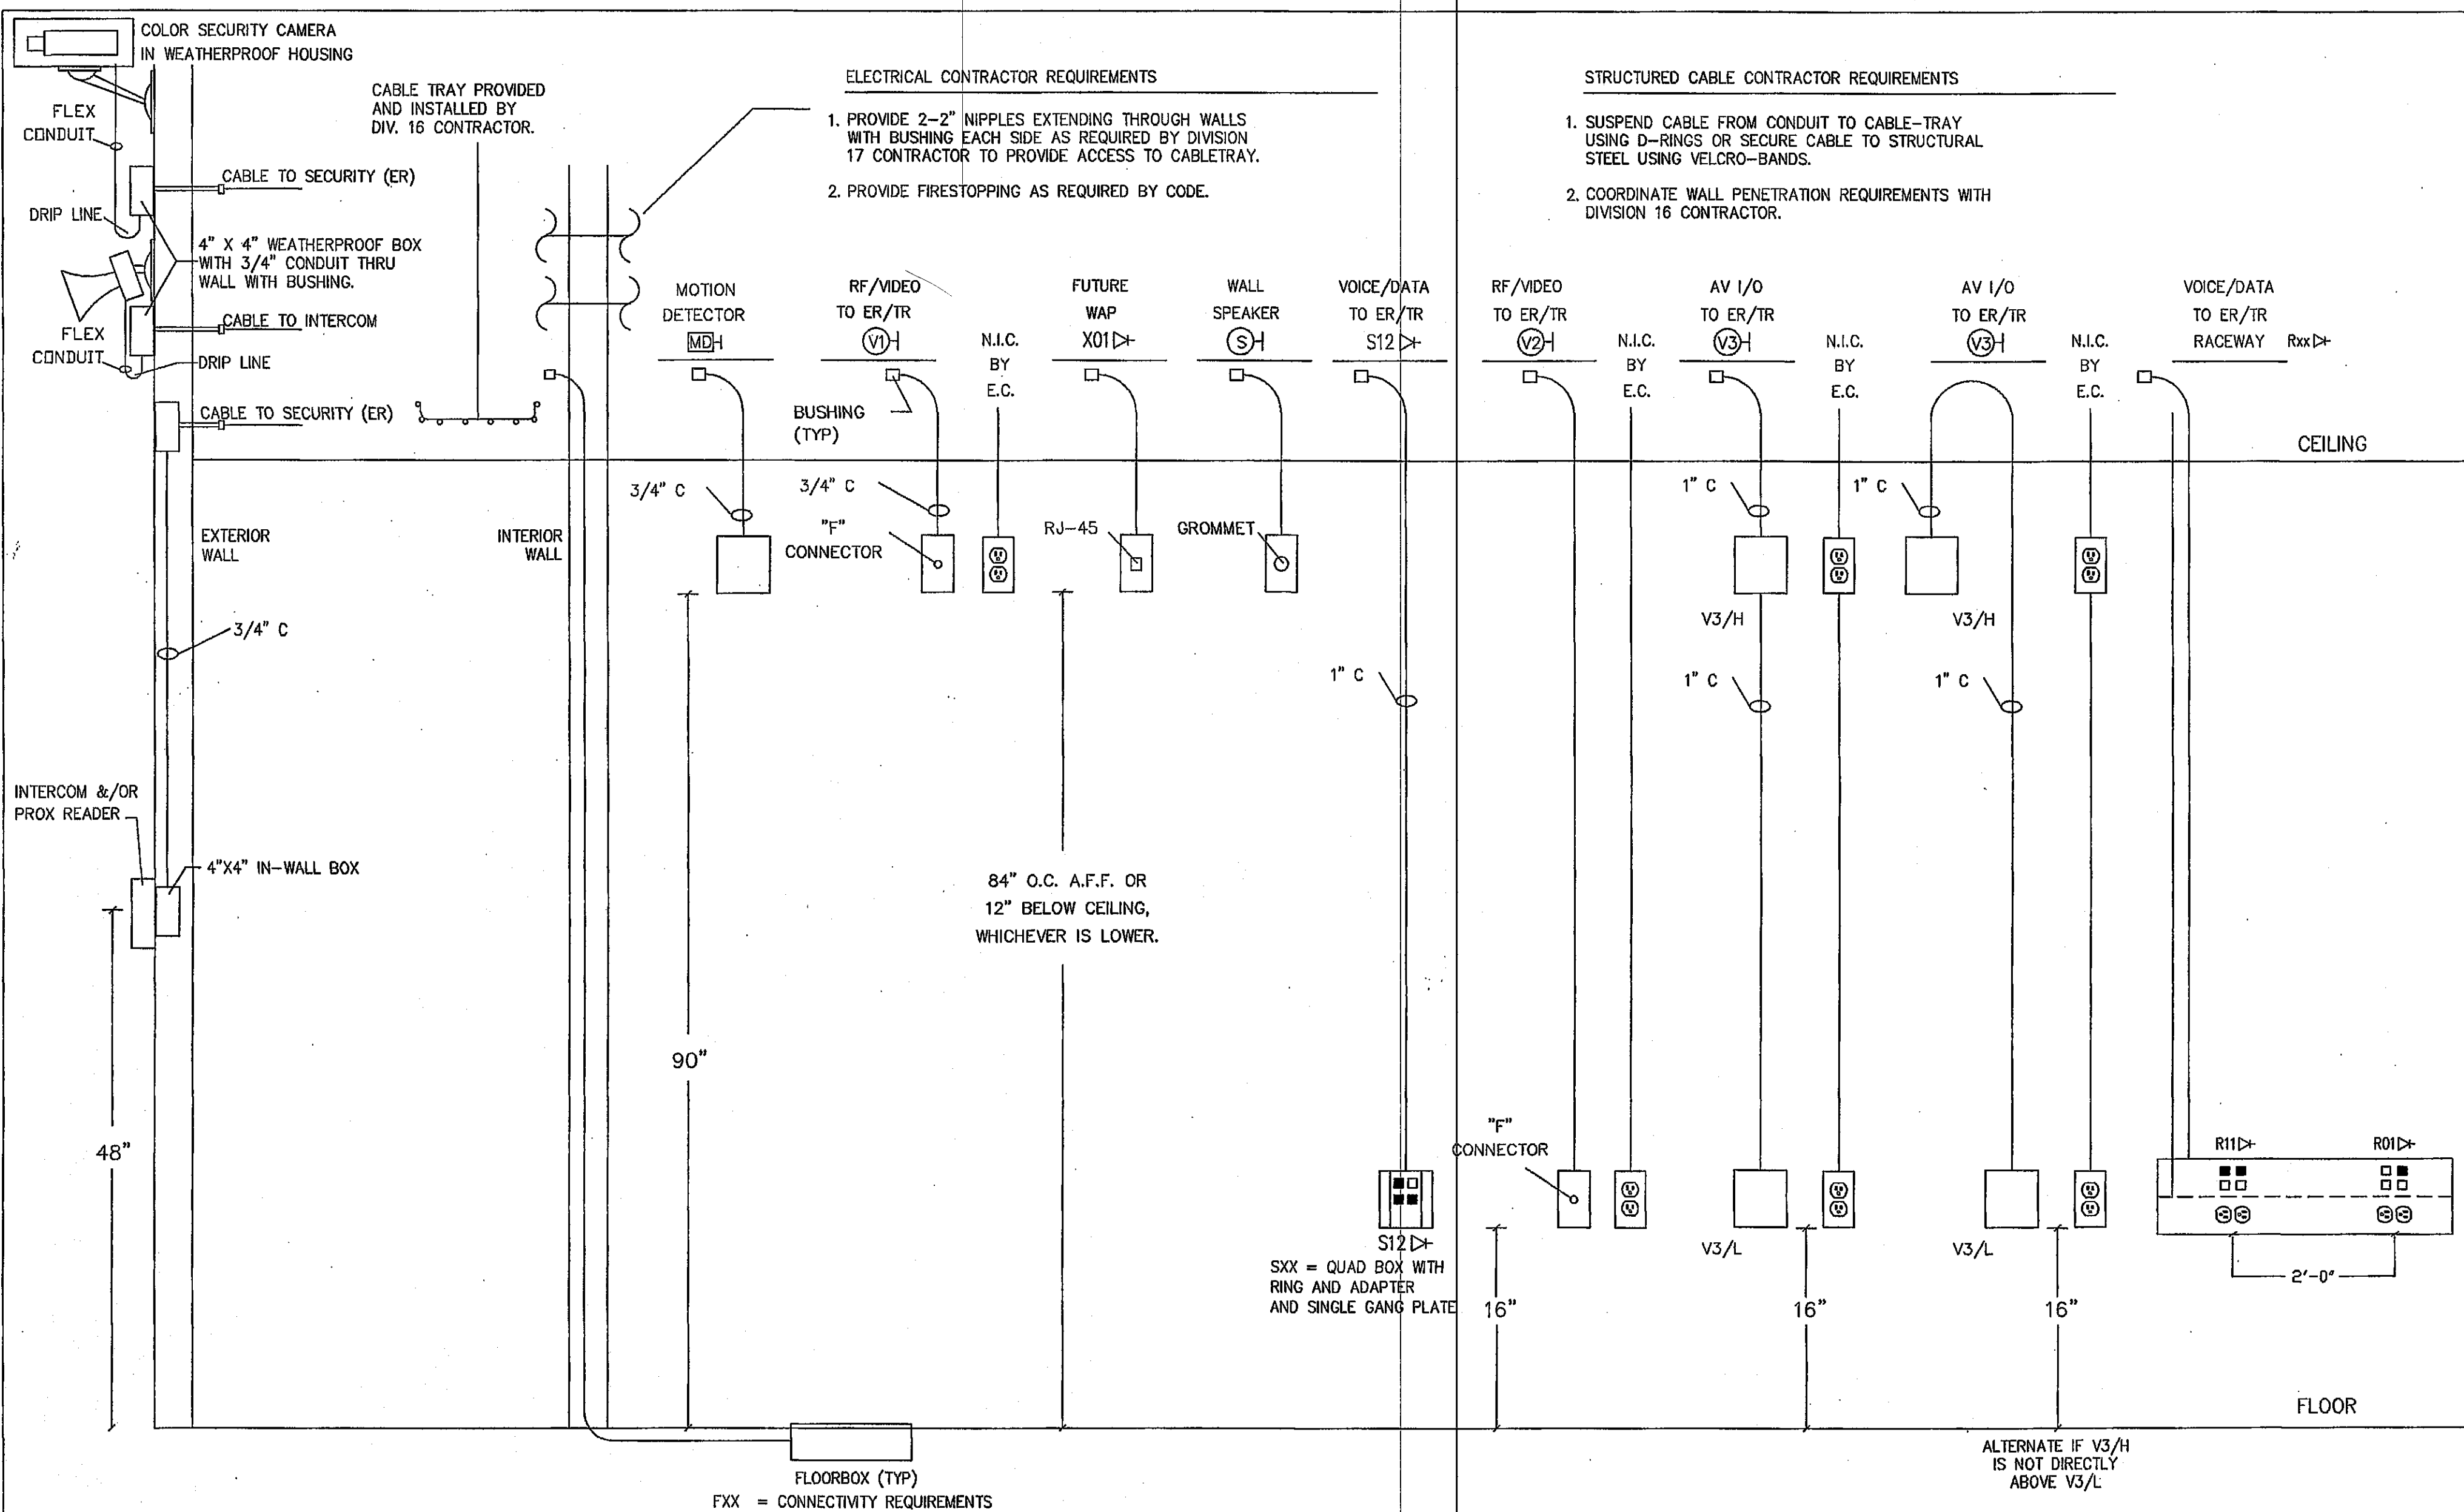 COLOR SECURITY CAMERA
IN WEATHERPROOF HOUSING
FLEX
CONDUIT
CABLE TO SECURITY (ER)
DRIP LINE
4" X 4" WEATHERPROOF BOX
WITH 3/4" CONDUIT THRU
WALL WITH BUSHING.
CABLE TO INTERCOM
FLEX
CONDUIT
DRIP LINE
CABLE TO SECURITY (ER)
CABLE TRAY PROVIDED
AND INSTALLED BY
DIV. 16 CONTRACTOR.
ELECTRICAL CONTRACTOR REQUIREMENTS
1. PROVIDE 2-2" NIPPLES EXTENDING THROUGH WALLS
WITH BUSHING EACH SIDE AS REQUIRED BY DIVISION
17 CONTRACTOR TO PROVIDE ACCESS TO CABLETRAY.
2. PROVIDE FIRESTOPPING AS REQUIRED BY CODE.
STRUCTURED CABLE CONTRACTOR REQUIREMENTS
1. SUSPEND CABLE FROM CONDUIT TO CABLE-TRAY
USING D-RINGS OR SECURE CABLE TO STRUCTURAL
STEEL USING VELCRO-BANDS.
2. COORDINATE WALL PENETRATION REQUIREMENTS WITH
DIVISION 16 CONTRACTOR.
MOTION
DETECTOR
MD
RF/VIDEO
TO ER/TR
V1
N.I.C.
BY
E.C.
FUTURE
WAP
X01
WALL
SPEAKER
S
VOICE/DATA
TO ER/TR
S12
RF/VIDEO
TO ER/TR
V2
N.I.C.
BY
E.C.
AV I/O
TO ER/TR
V3
N.I.C.
BY
E.C.
AV I/O
TO ER/TR
V3
N.I.C.
BY
E.C.
VOICE/DATA
TO ER/TR
RACEWAY Rxx
BUSHING
(TYP)
CEILING
3/4" C
3/4" C
"F"
CONNECTOR
RJ-45
GROMMET
1" C
1" C
EXTERIOR
WALL
INTERIOR
WALL
V3/H
V3/H
3/4" C
1" C
1" C
1" C
INTERCOM &/OR
PROX READER
4"X4" IN-WALL BOX
84" O.C. A.F.F. OR
12" BELOW CEILING,
WHICHEVER IS LOWER.
90"
48"
"F"
CONNECTOR
R11
R01
S12
SXX = QUAD BOX WITH
RING AND ADAPTER
AND SINGLE GANG PLATE
V3/L
V3/L
2'-0"
16"
16"
16"
FLOOR
FLOORBOX (TYP)
FXX = CONNECTIVITY REQUIREMENTS
ALTERNATE IF V3/H
IS NOT DIRECTLY
ABOVE V3/L